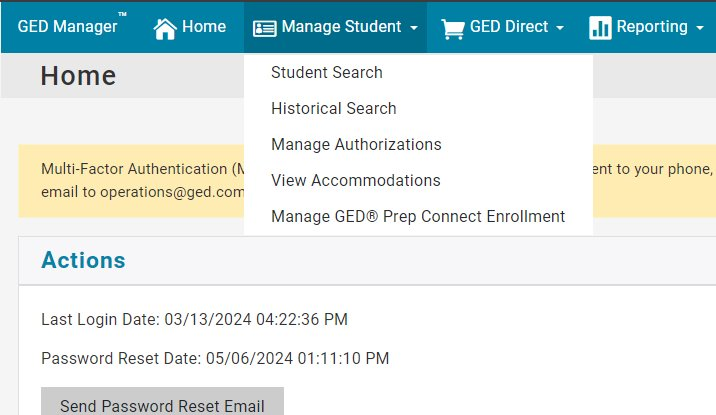 GED Manager™ Home Manage Student GED Direct Reporting
Home
Student Search
Historical Search
Manage Authorizations
View Accommodations
Manage GED® Prep Connect Enrollment
Multi-Factor Authentication (M ent to your phone,
email to operations@ged.com
Actions
Last Login Date: 03/13/2024 04:22:36 PM
Password Reset Date: 05/06/2024 01:11:10 PM
Send Password Reset Email